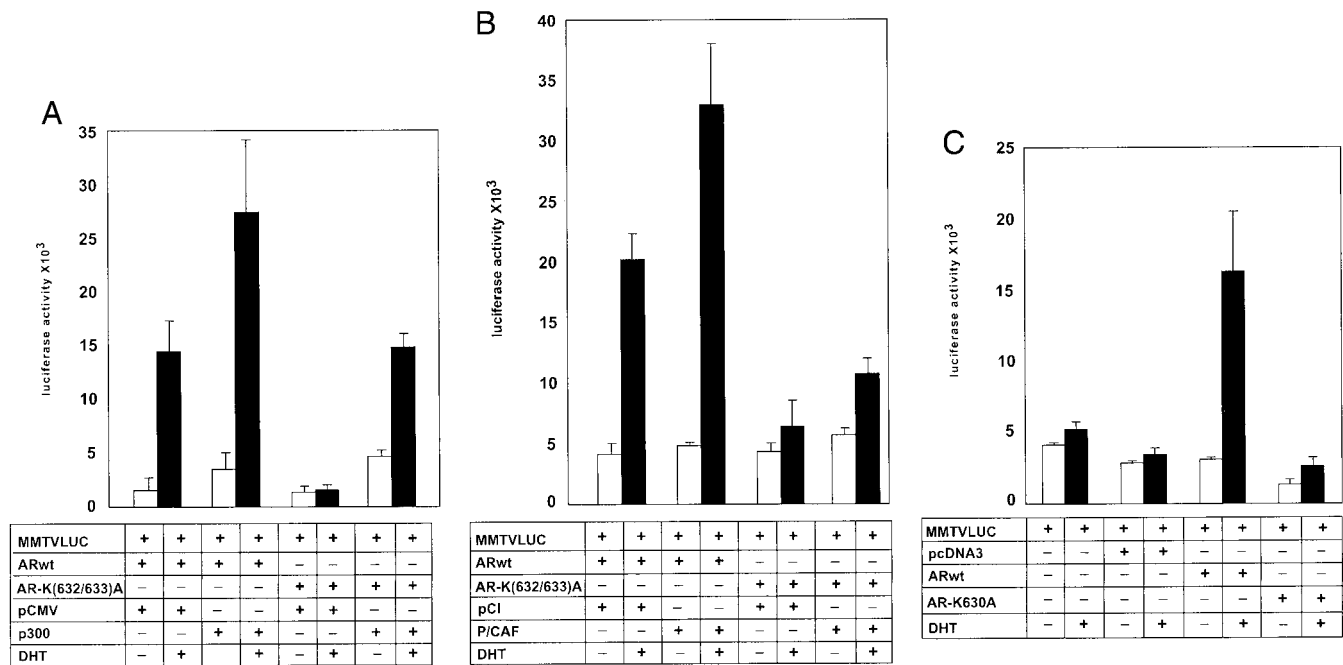 A
35
30
25
20
15
10
5
0
luciferase activity X10³
MMTVLUC + + + + + + + +
ARwt + + + + – – – –
AR-K(632/633)A – – – – + + + +
pCMV + + – – + + – –
p300 – – + + – – + +
DHT – + – + – + – +
B
40
35
30
25
20
15
10
5
0
luciferase activity X10³
MMTVLUC + + + + + + + +
ARwt + + + + – – – –
AR-K(632/633)A – – – – + + + +
pCI + + – – + + – –
P/CAF – – + + – – + +
DHT – + – + – + – +
C
25
20
15
10
5
0
luciferase activity X10³
MMTVLUC + + + + + + + +
pcDNA3 – – + + – – – –
ARwt – – – – + + – –
AR-K630A – – – – – – + +
DHT – + – + – + – +